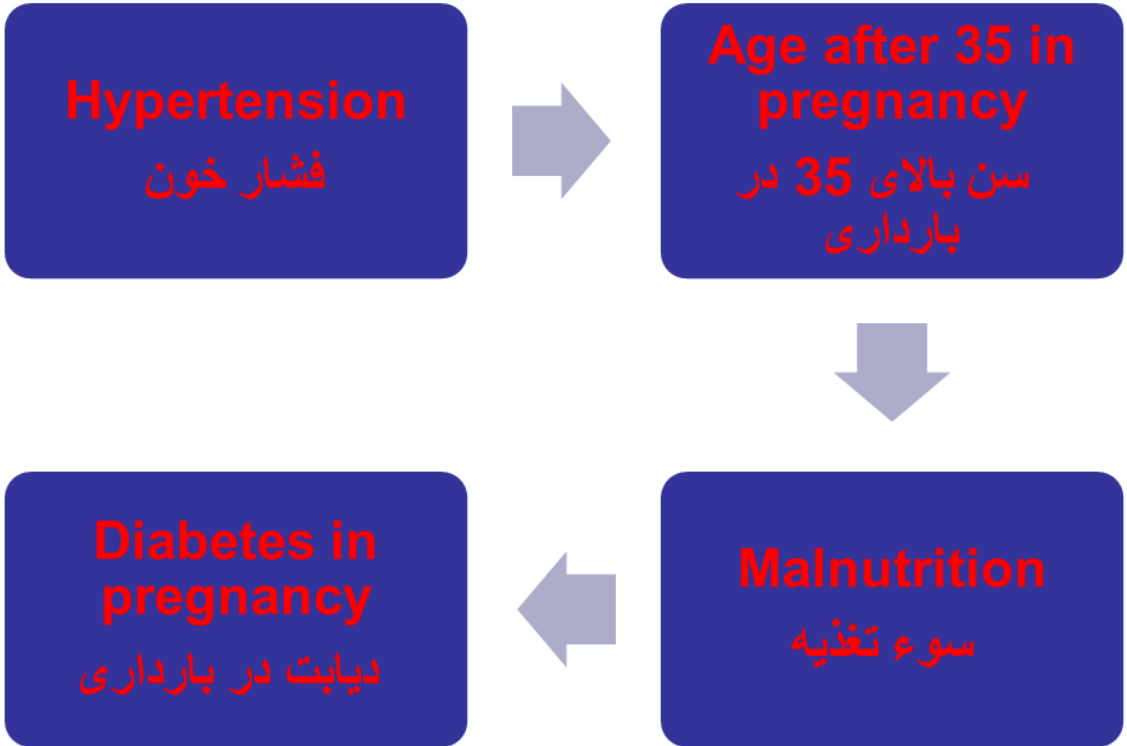 Hypertension
فشار خون
Age after 35 in
pregnancy
سن بالای 35 در
بارداری
Malnutrition
سوء تغذیه
Diabetes in
pregnancy
دیابت در بارداری